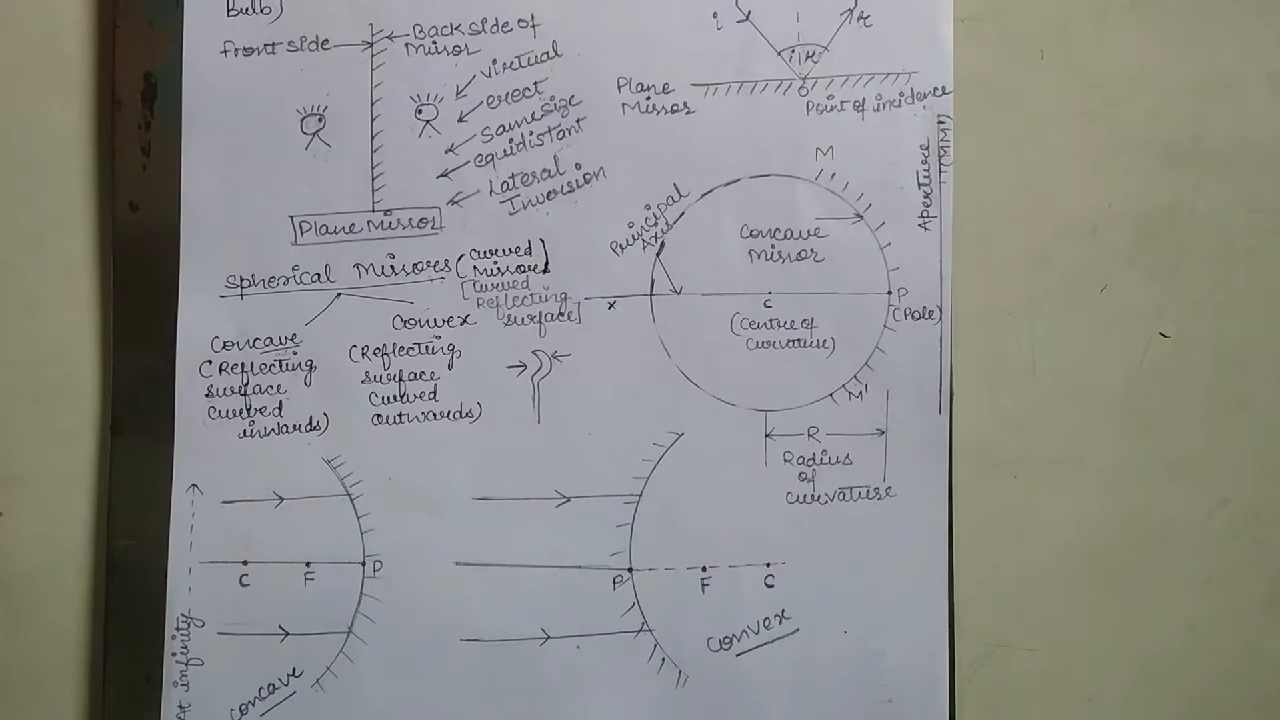 Bulb)
front side
Back side of
Mirror
virtual
erect
same size
equidistant
Lateral
Inversion
Plane Mirror
i
r
i
r
Plane
Mirror
O
Point of incidence
Spherical Mirrors
(curved
Mirrors)
[curved
Reflecting
surface]
Concave
(Reflecting
surface
curved
inwards)
Convex
(Reflecting
surface
curved
outwards)
M
Aperture
(MM')
Principal
Axis
Concave
Mirror
x
C
P
(Pole)
(Centre of
curvature)
M'
R
Radius
of
curvature
At infinity
C
F
P
concave
P
F
C
convex